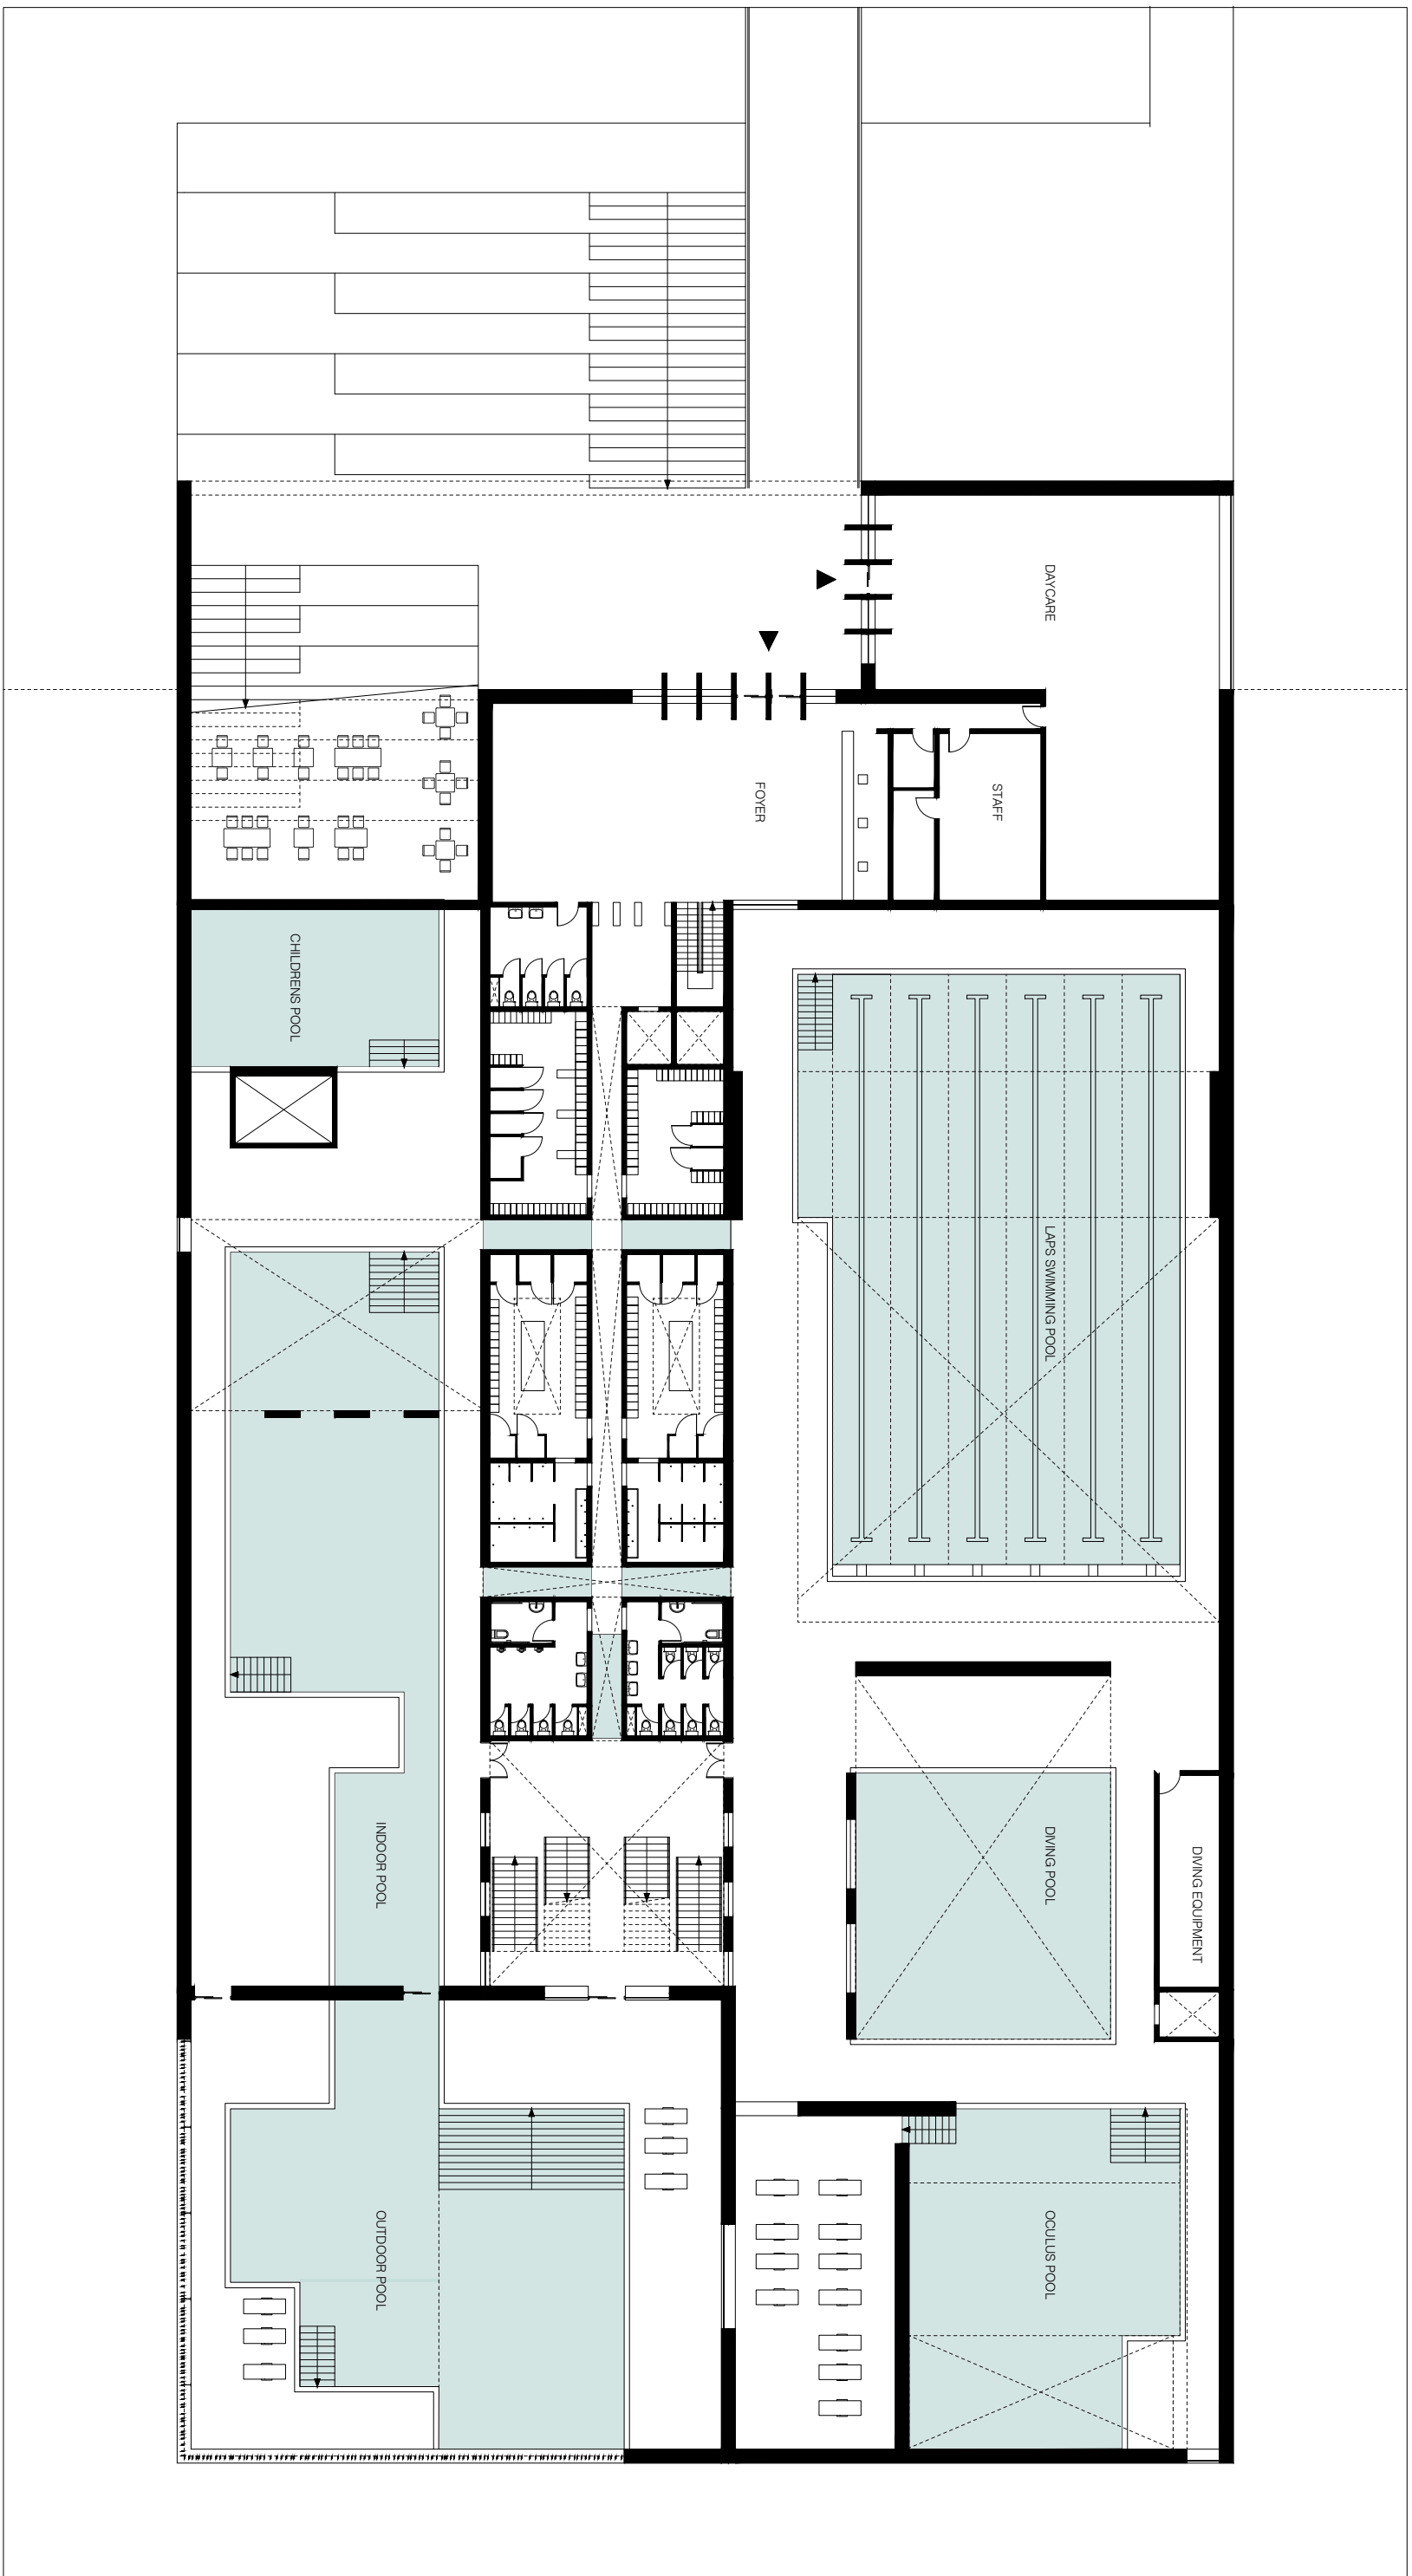 DAYCARE
STAFF
FOYER
CHILDRENS POOL
LAPS SWIMMING POOL
INDOOR POOL
DIVING POOL
DIVING EQUIPMENT
OUTDOOR POOL
OCULUS POOL